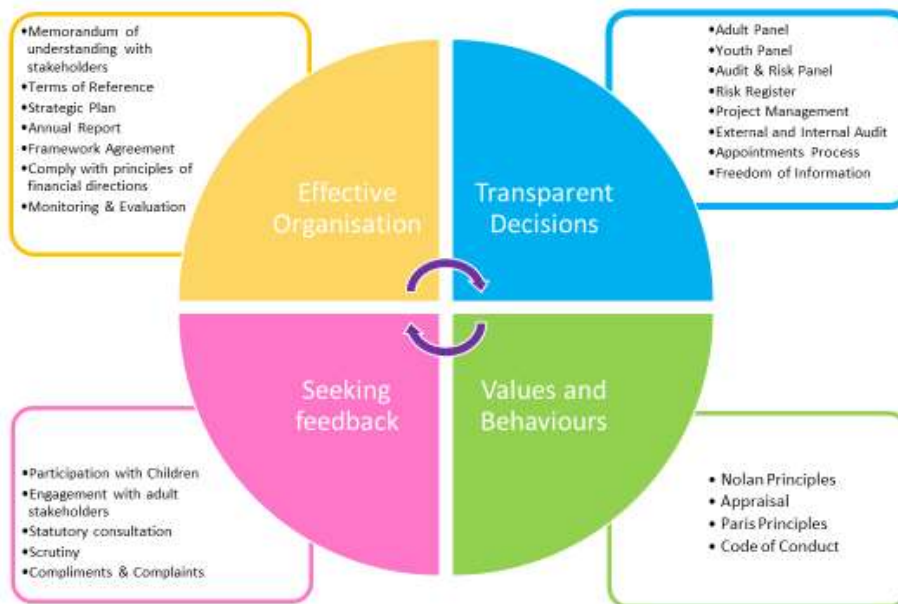 •Memorandum of
understanding with
stakeholders
•Terms of Reference
•Strategic Plan
•Annual Report
•Framework Agreement
•Comply with principles of
financial directions
•Monitoring & Evaluation
•Adult Panel
•Youth Panel
•Audit & Risk Panel
•Risk Register
•Project Management
•External and Internal Audit
•Appointments Process
•Freedom of Information
Effective
Organisation
Transparent
Decisions
Seeking
feedback
Values and
Behaviours
•Participation with Children
•Engagement with adult
stakeholders
•Statutory consultation
•Scrutiny
•Compliments & Complaints
• Nolan Principles
• Appraisal
• Paris Principles
• Code of Conduct